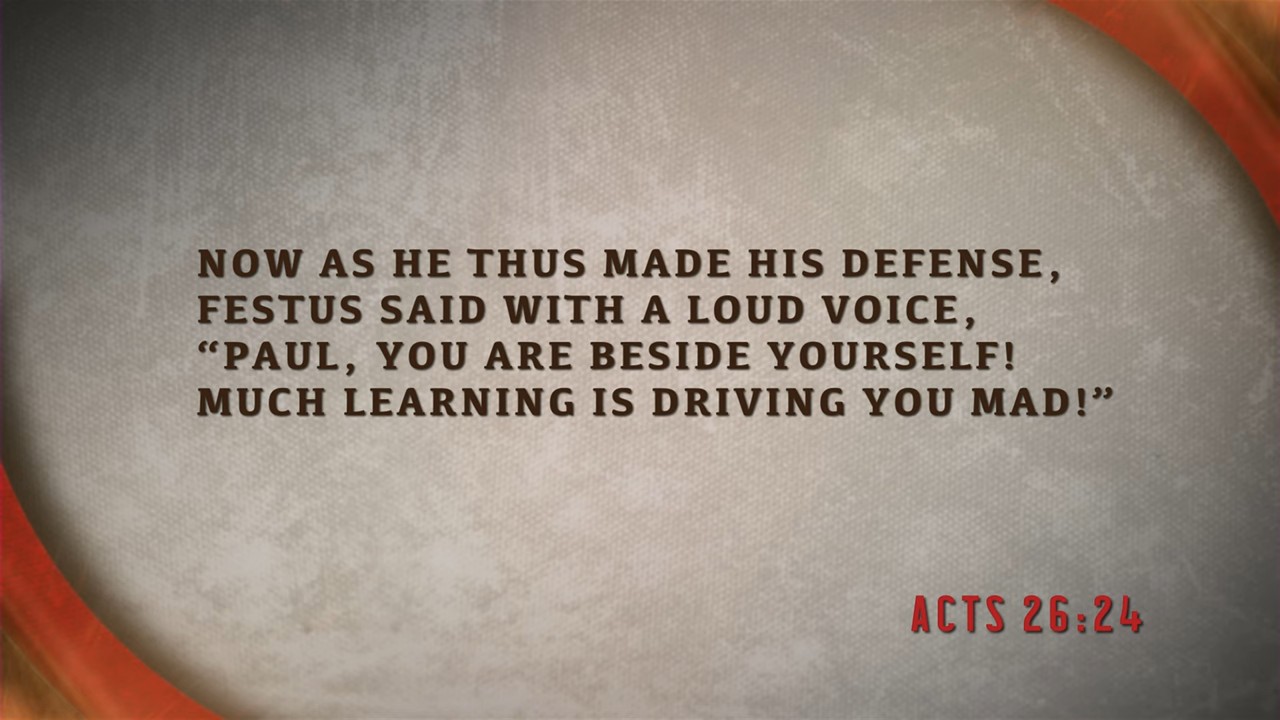 NOW AS HE THUS MADE HIS DEFENSE,
FESTUS SAID WITH A LOUD VOICE,
“PAUL, YOU ARE BESIDE YOURSELF!
MUCH LEARNING IS DRIVING YOU MAD!”
ACTS 26:24